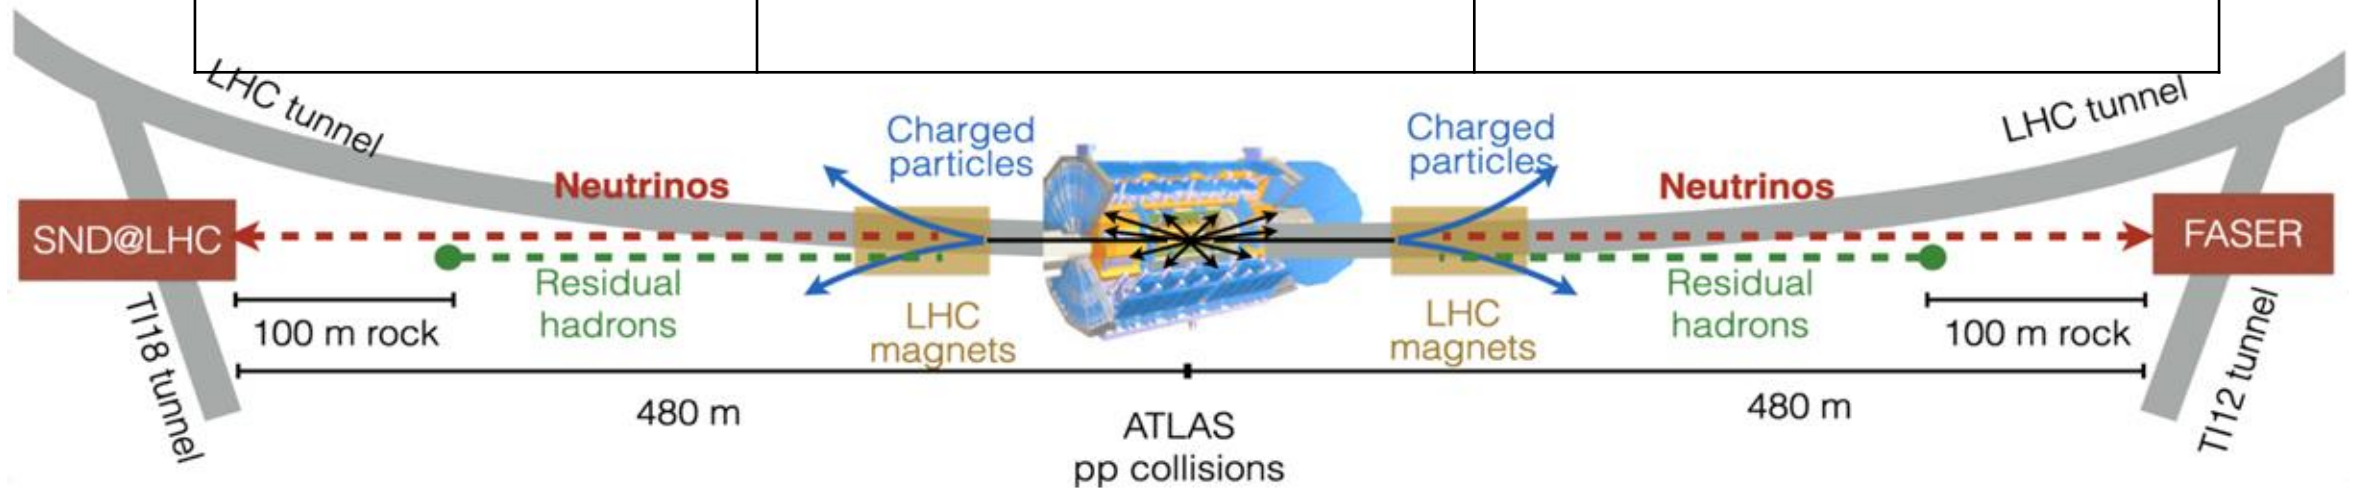 LHC tunnel
LHC tunnel
Charged
particles
Charged
particles
Neutrinos
Neutrinos
SND@LHC
FASER
Residual
hadrons
Residual
hadrons
LHC
magnets
LHC
magnets
100 m rock
100 m rock
TI18 tunnel
TI12 tunnel
480 m
480 m
ATLAS
pp collisions